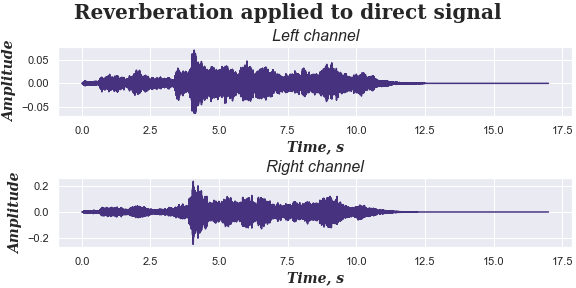 Reverberation applied to direct signal
Left channel
Amplitude
0.05
0.00
−0.05
0.0 2.5 5.0 7.5 10.0 12.5 15.0 17.5
Time, s
Right channel
Amplitude
0.2
0.0
−0.2
0.0 2.5 5.0 7.5 10.0 12.5 15.0 17.5
Time, s